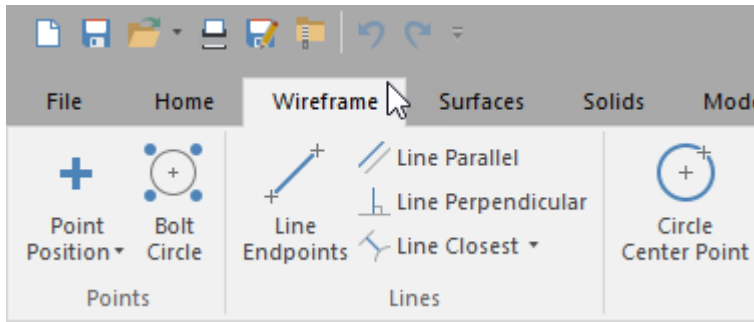 File Home Wireframe Surfaces Solids
Line Parallel
Line Perpendicular
Point Position
Bolt Circle
Line Endpoints
Line Closest
Circle Center Point
Points
Lines